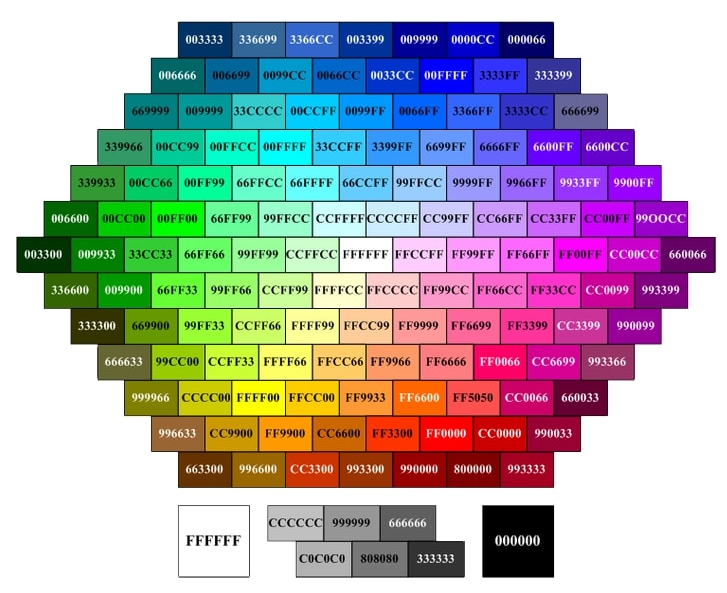 003333 336699 3366CC 003399 009999 0000CC 000066
006666 006699 0099CC 0066CC 0033CC 00FFFF 3333FF 333399
669999 009999 33CCCC 00CCFF 0099FF 0066FF 3366FF 3333CC 666699
339966 00CC99 00FFCC 00FFFF 33CCFF 3399FF 6699FF 6666FF 6600FF 6600CC
339933 00CC66 00FF99 66FFCC 66FFFF 66CCFF 99FFCC 9999FF 9966FF 9933FF 9900FF
006600 00CC00 00FF00 66FF99 99FFCC CCFFFF CCCCFF CC99FF CC66FF CC33FF CC00FF 99OOCC
003300 009933 33CC33 66FF66 99FF99 CCFFCC FFFFFF FFCCFF FF99FF FF66FF FF00FF CC00CC 660066
336600 009900 66FF33 99FF66 CCFF99 FFFFCC FFCCCC FF99CC FF66CC FF33CC CC0099 993399
333300 669900 99FF33 CCFF66 FFFF99 FFCC99 FF9999 FF6699 FF3399 CC3399 990099
666633 99CC00 CCFF33 FFFF66 FFCC66 FF9966 FF6666 FF0066 CC6699 993366
999966 CCCC00 FFFF00 FFCC00 FF9933 FF6600 FF5050 CC0066 660033
996633 CC9900 FF9900 CC6600 FF3300 FF0000 CC0000 990033
663300 996600 CC3300 993300 990000 800000 993333
CCCCCC 999999 666666
FFFFFF 000000
C0C0C0 808080 333333